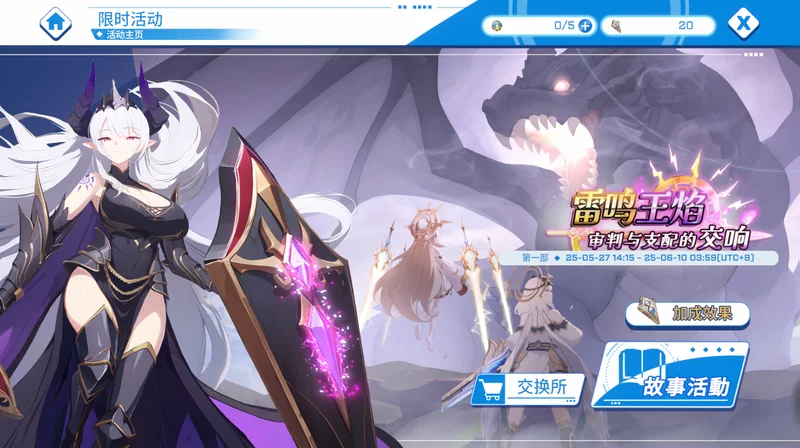 限时活动
活动主页
0/5
20
X
雷鸣王焰
审判与支配的交响
第一部 ◆ 25-05-27 14:15 - 25-06-10 03:59(UTC+8)
加成效果
交换所
故事活動